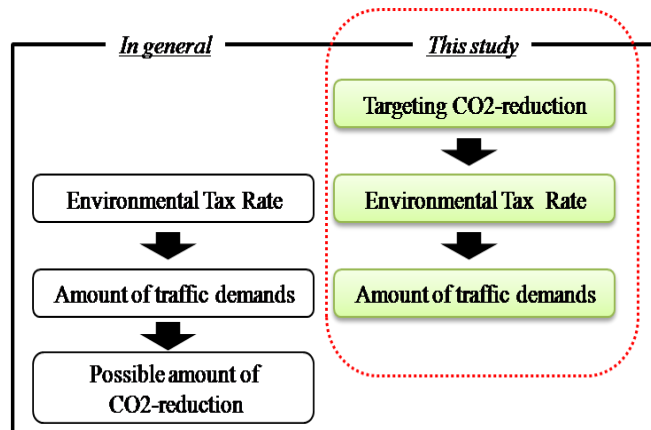 In general
Environmental Tax Rate
Amount of traffic demands
Possible amount of
CO2-reduction
This study
Targeting CO2-reduction
Environmental Tax Rate
Amount of traffic demands